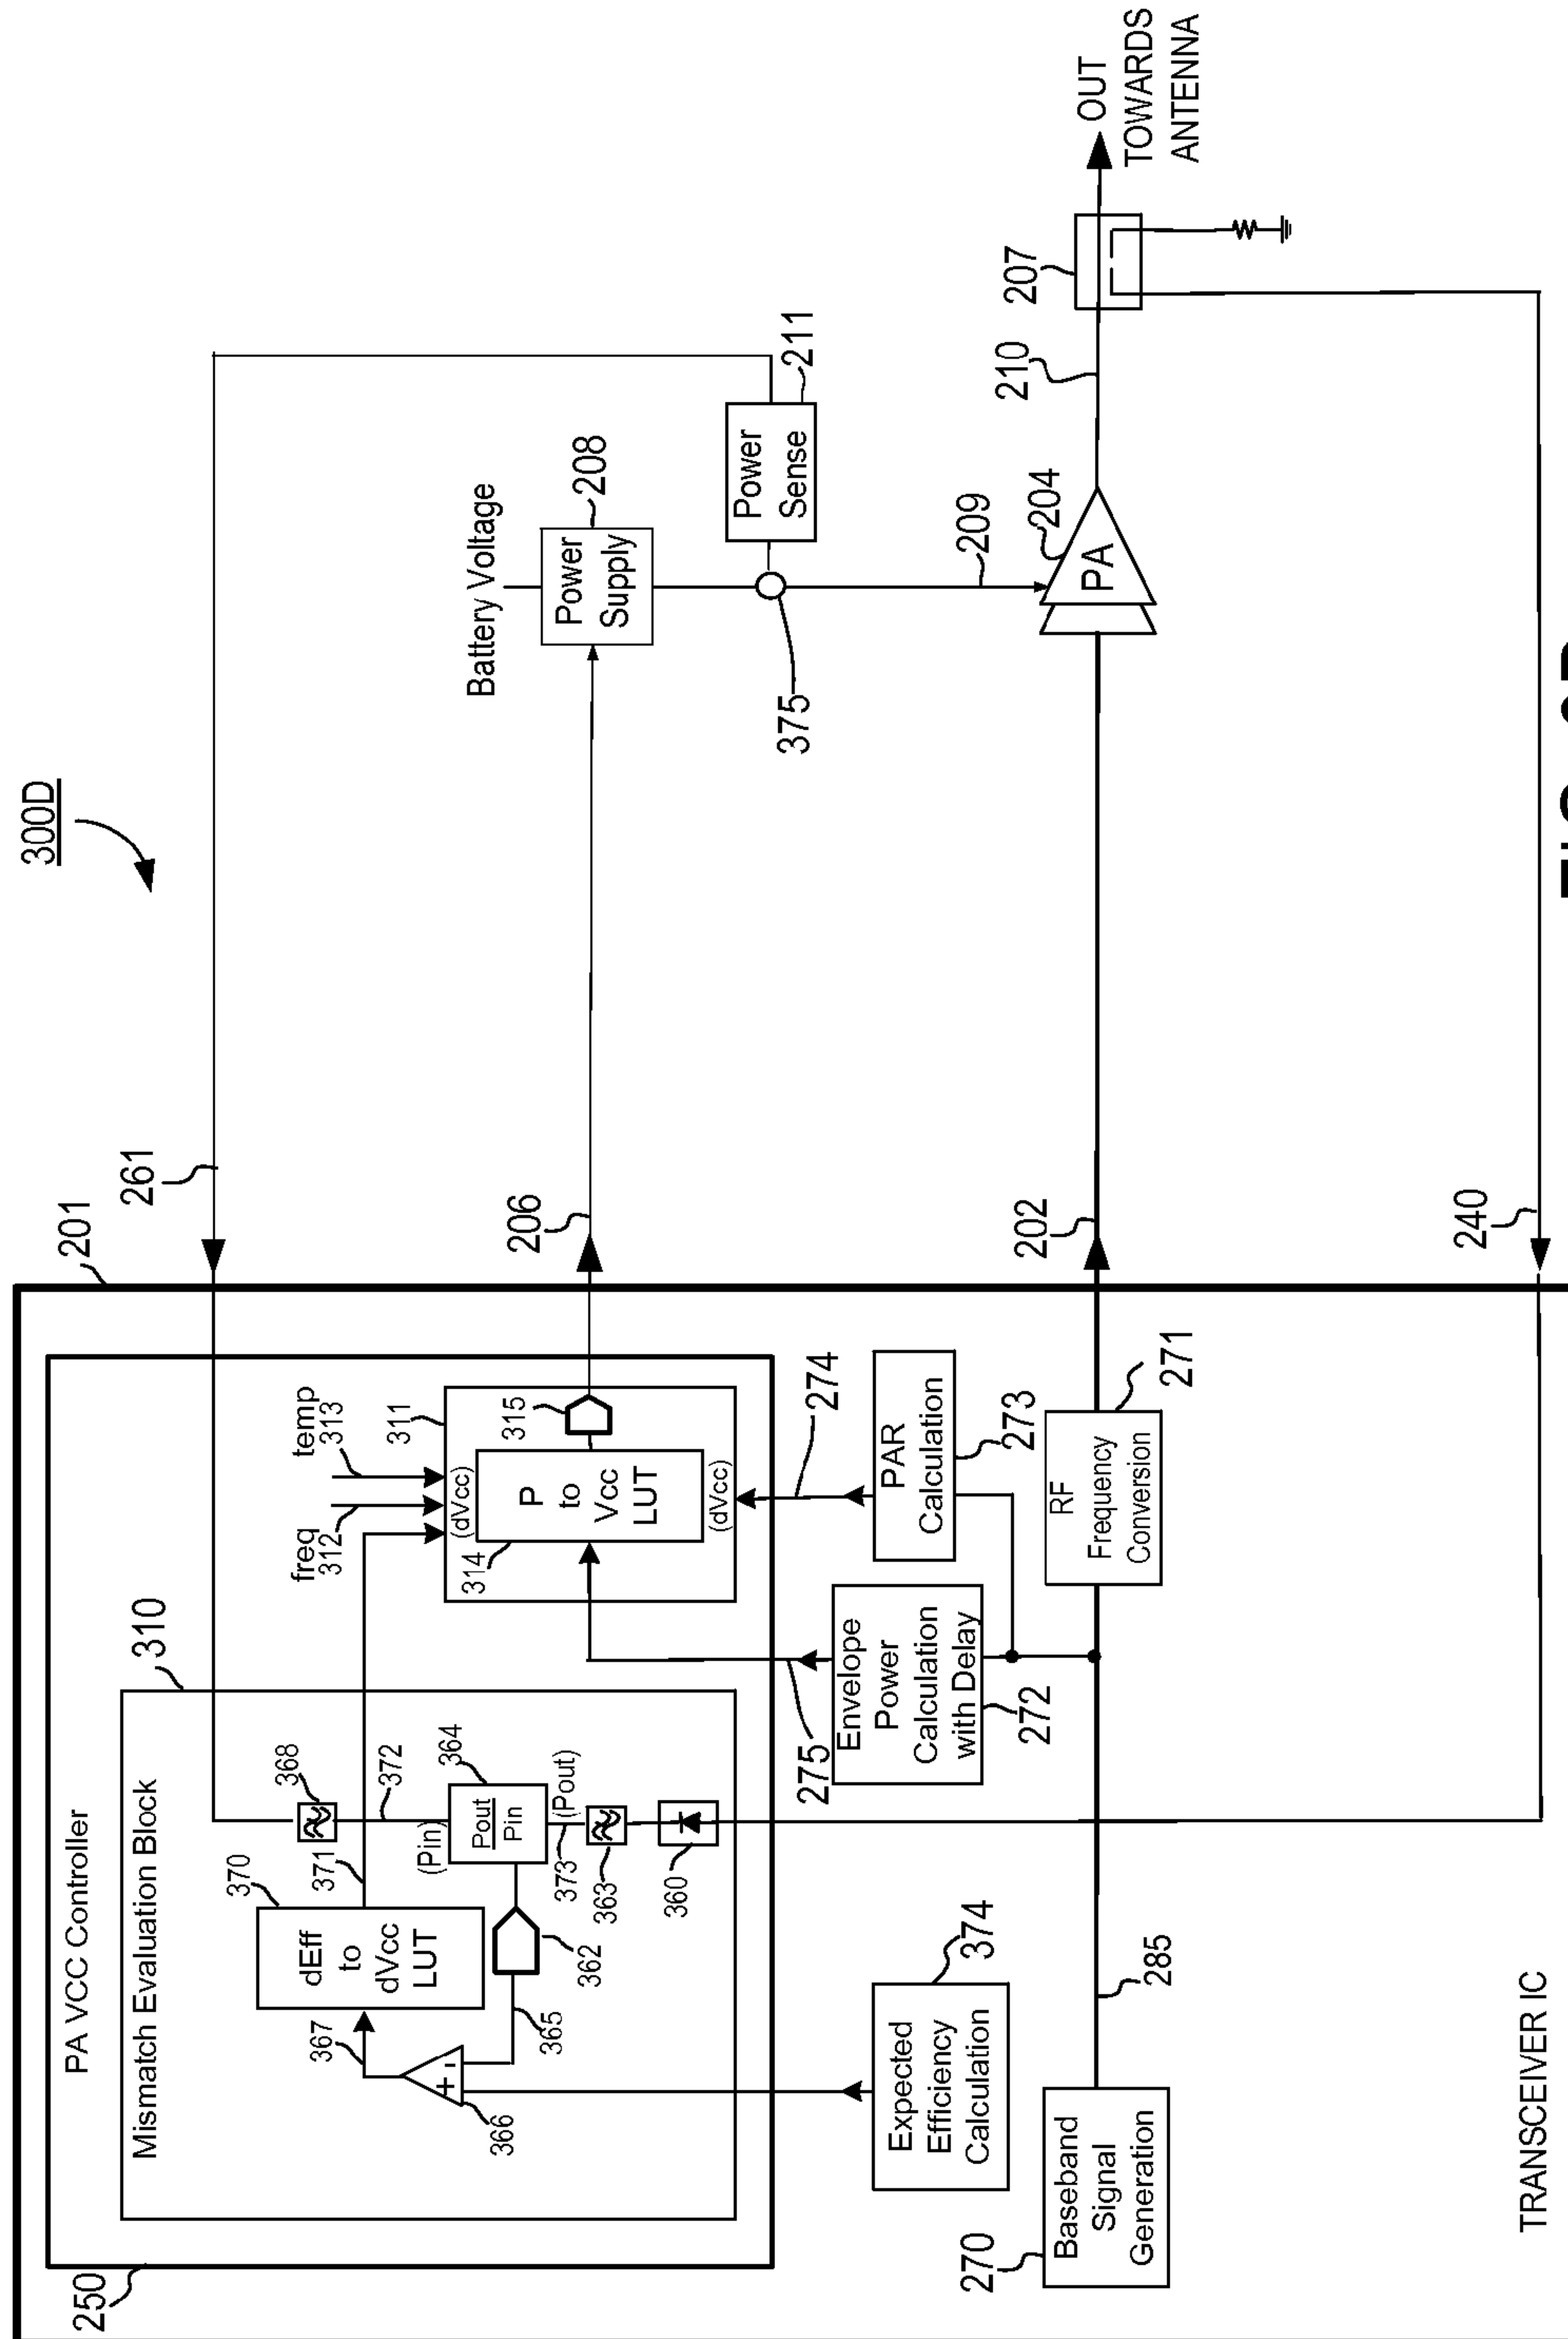 300D
201
261
206
202
240
250
PA VCC Controller
310
Mismatch Evaluation Block
370
dEff
to
dVcc
LUT
371
368
372
(Pin)
364
Pout
Pin
(Pout)
373
363
360
362
365
367
+ -
366
freq
312
temp
313
311
(dVcc)
314
P
to
Vcc
LUT
315
(dVcc)
274
275
374
Expected
Efficiency
Calculation
Envelope
Power
Calculation
with Delay
272
PAR
Calculation
273
270
Baseband
Signal
Generation
285
RF
Frequency
Conversion
271
TRANSCEIVER IC
Battery Voltage
Power
Supply
208
375
Power
Sense
211
209
PA
204
210
207
OUT
TOWARDS
ANTENNA